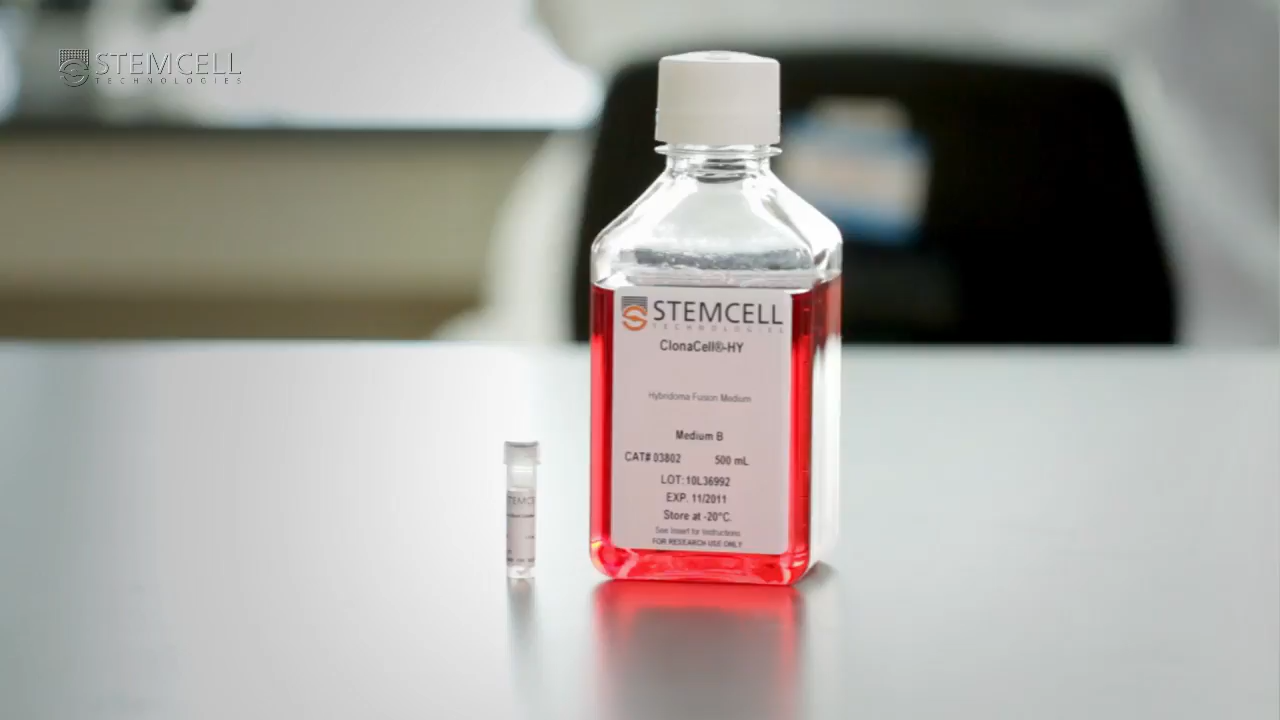 STEMCELL
TECHNOLOGIES
STEMCELL
TECHNOLOGIES
ClonaCell®-HY
Hybridoma Fusion Medium
Medium B
CAT# 03802 500 mL
LOT: 10L36992
EXP. 11/2011
Store at -20°C.
See Insert for Instructions
FOR RESEARCH USE ONLY
STEMCE